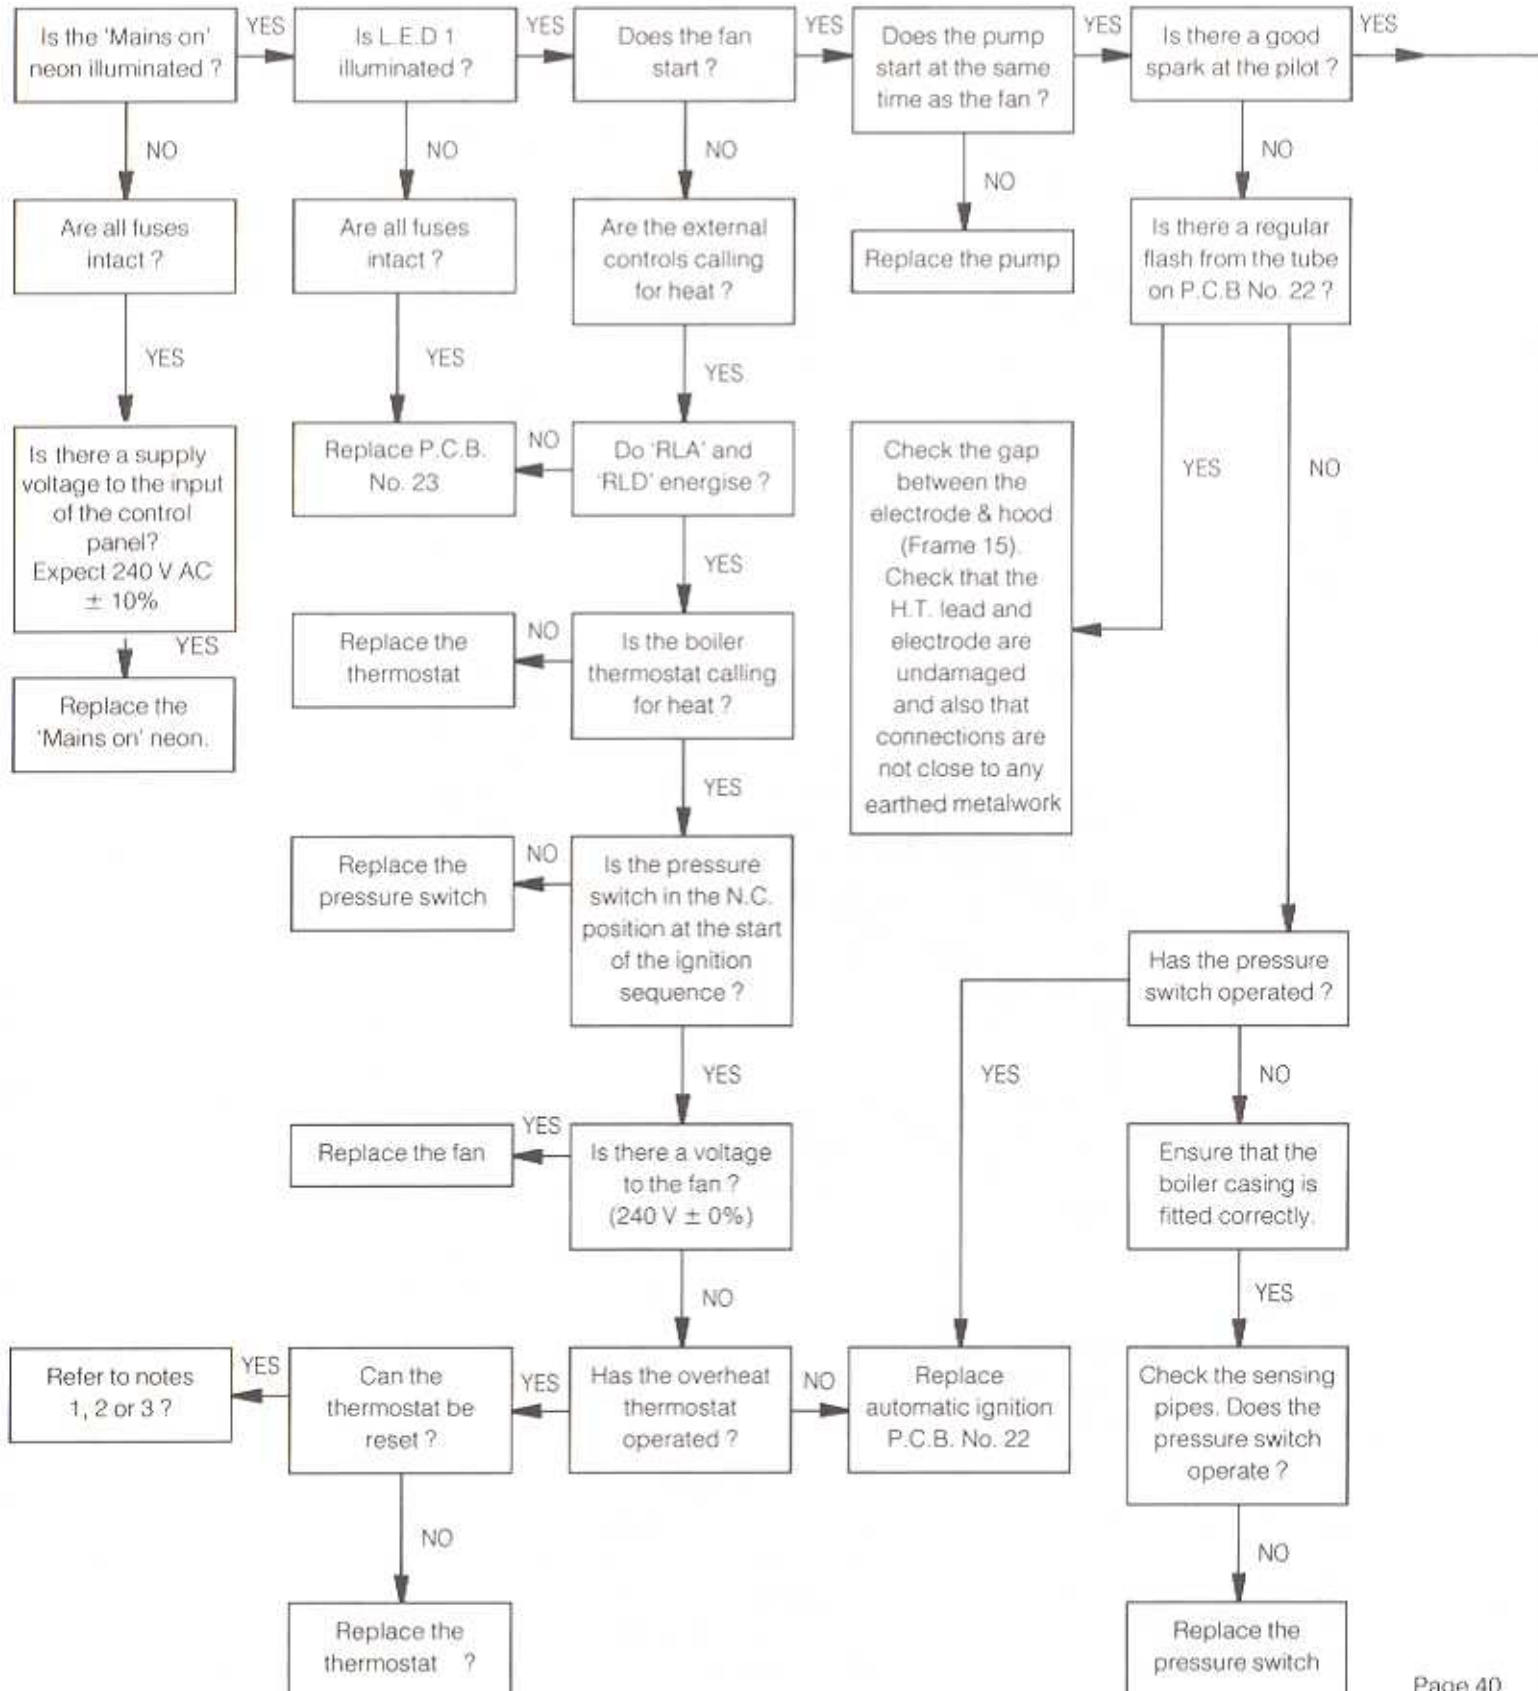 Is the 'Mains on'
neon illuminated ?
YES
Is L.E.D 1
illuminated ?
YES
Does the fan
start ?
YES
Does the pump
start at the same
time as the fan ?
YES
Is there a good
spark at the pilot ?
YES
NO
NO
NO
NO
NO
Are all fuses
intact ?
Are all fuses
intact ?
Are the external
controls calling
for heat ?
Replace the pump
Is there a regular
flash from the tube
on P.C.B No. 22 ?
YES
YES
YES
Is there a supply
voltage to the input
of the control
panel?
Expect 240 V AC
± 10%
YES
Replace the
'Mains on' neon.
Replace P.C.B.
No. 23
NO
Do 'RLA' and
'RLD' energise ?
YES
Check the gap
between the
electrode & hood
(Frame 15).
Check that the
H.T. lead and
electrode are
undamaged
and also that
connections are
not close to any
earthed metalwork
YES
NO
Replace the
thermostat
NO
Is the boiler
thermostat calling
for heat ?
YES
Replace the
pressure switch
NO
Is the pressure
switch in the N.C.
position at the start
of the ignition
sequence ?
YES
Has the pressure
switch operated ?
YES
NO
Replace the fan
YES
Is there a voltage
to the fan ?
(240 V ± 0%)
NO
Ensure that the
boiler casing is
fitted correctly.
YES
Refer to notes
1, 2 or 3 ?
YES
Can the
thermostat be
reset ?
YES
Has the overheat
thermostat
operated ?
NO
Replace
automatic ignition
P.C.B. No. 22
Check the sensing
pipes. Does the
pressure switch
operate ?
NO
NO
Replace the
thermostat ?
Replace the
pressure switch
Page 40